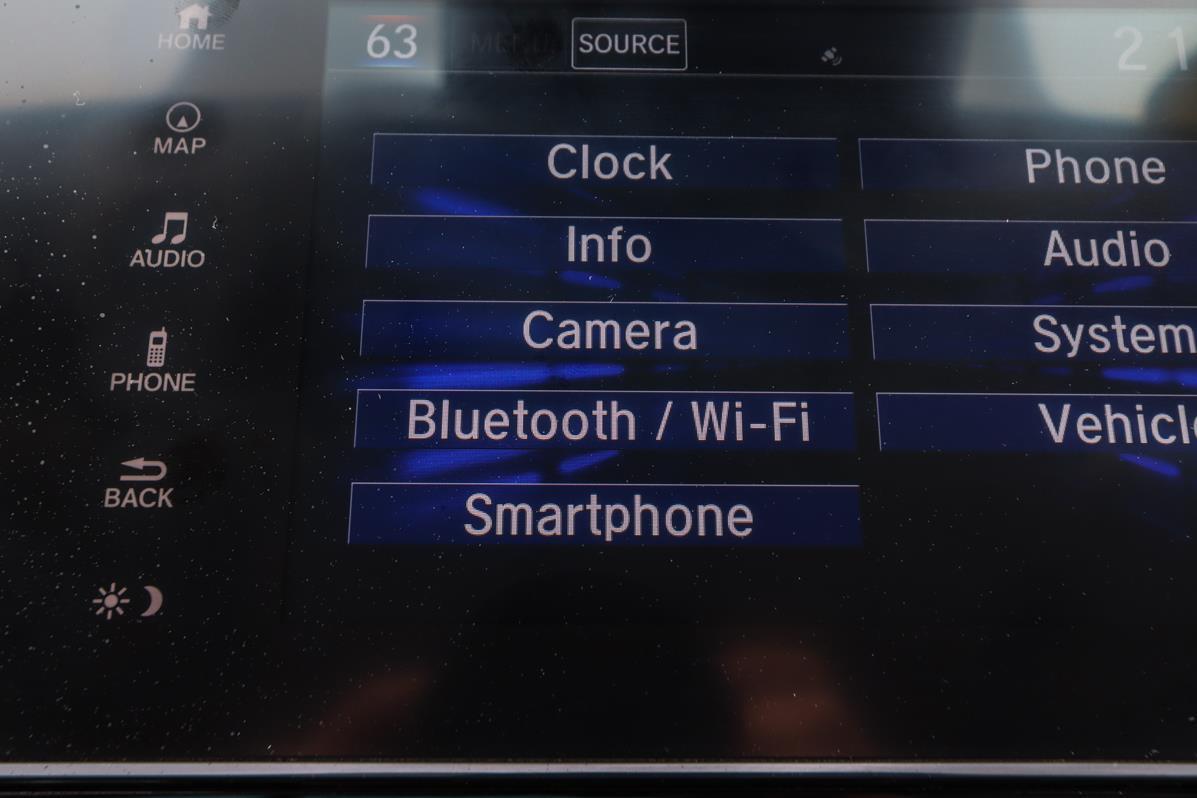 HOME
MAP
AUDIO
PHONE
BACK
63 MENU SOURCE 21
Clock Phone
Info Audio
Camera System
Bluetooth / Wi-Fi Vehicle
Smartphone